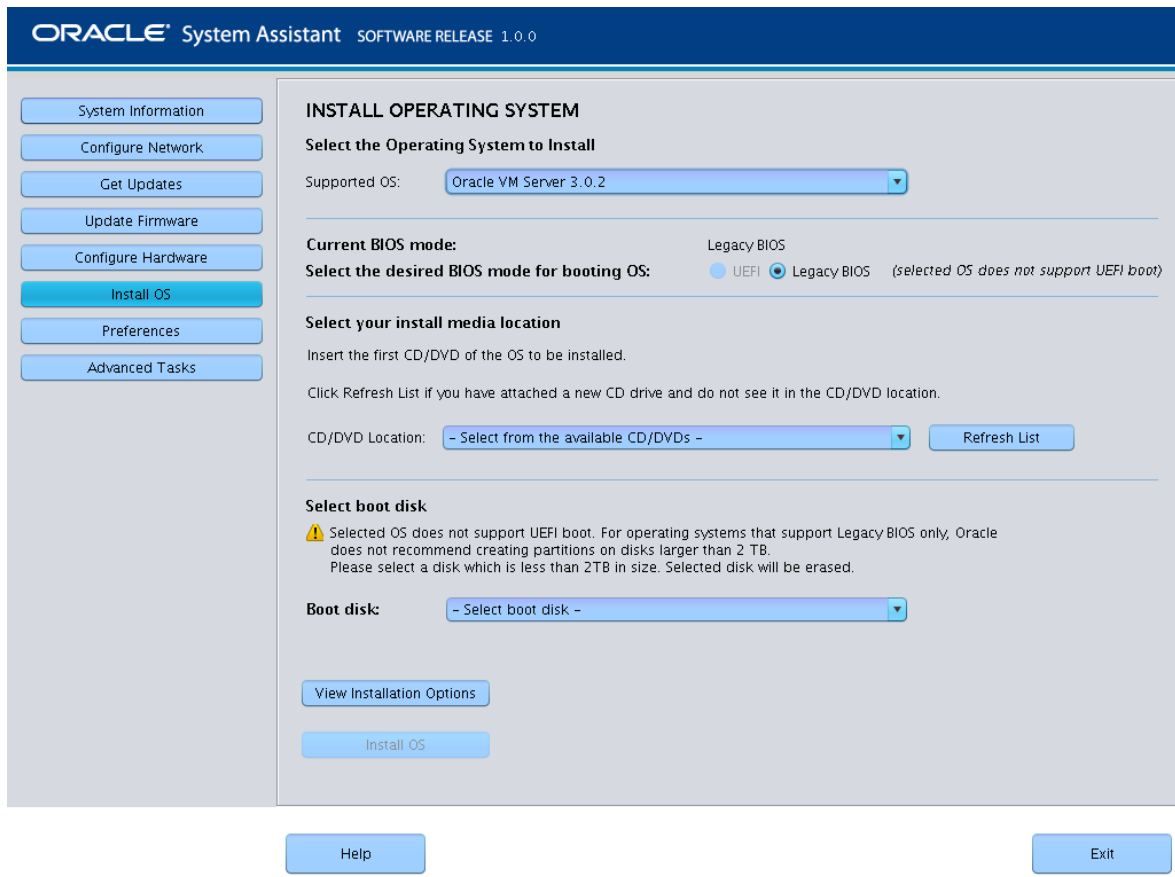 ORACLE System Assistant SOFTWARE RELEASE 1.0.0
System Information
Configure Network
Get Updates
Update Firmware
Configure Hardware
Install OS
Preferences
Advanced Tasks
INSTALL OPERATING SYSTEM
Select the Operating System to Install
Supported OS: Oracle VM Server 3.0.2
Current BIOS mode: Legacy BIOS
Select the desired BIOS mode for booting OS: UEFI Legacy BIOS (selected OS does not support UEFI boot)
Select your install media location
Insert the first CD/DVD of the OS to be installed.
Click Refresh List if you have attached a new CD drive and do not see it in the CD/DVD location.
CD/DVD Location: – Select from the available CD/DVDs – Refresh List
Select boot disk
Selected OS does not support UEFI boot. For operating systems that support Legacy BIOS only, Oracle
does not recommend creating partitions on disks larger than 2 TB.
Please select a disk which is less than 2TB in size. Selected disk will be erased.
Boot disk: – Select boot disk –
View Installation Options
Install OS
Help Exit